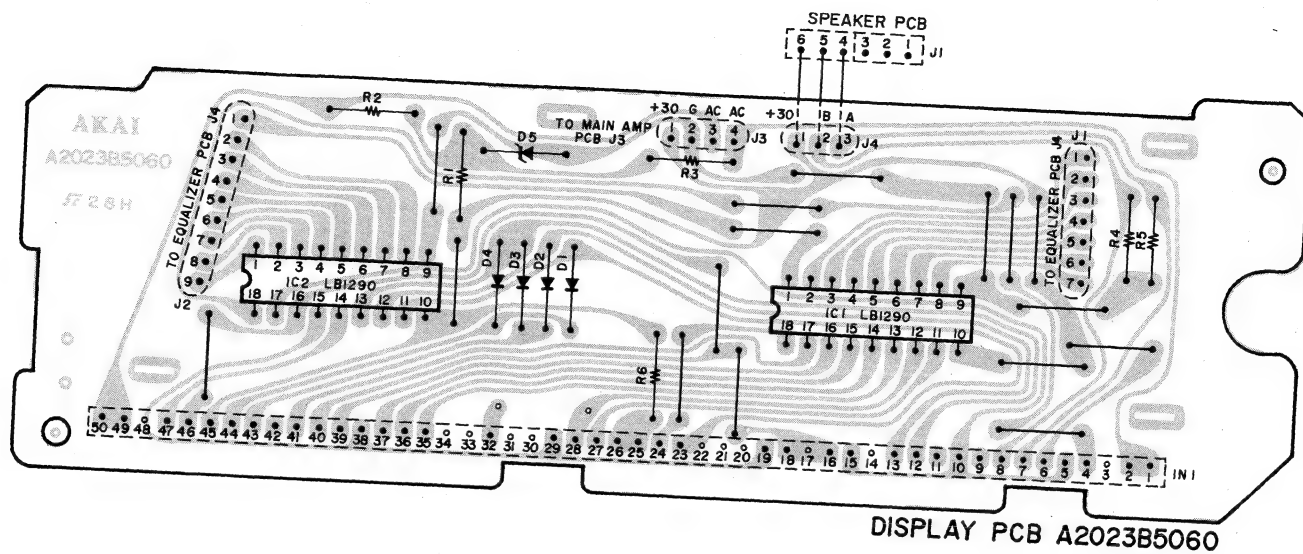 SPEAKER PCB
6 5 4 3 2 1 J1
AKAI
A2023B5060
J728H
TO EQUALIZER PCB J4
1 2 3 4 5 6 7 8 9
J2
R2
R1
D5
+30 G AC AC
TO MAIN AMP PCB J3
1 2 3 4 J3
R3
+30 B A
1 2 3 J4
J1
TO EQUALIZER PCB J4
1 2 3 4 5 6 7
R4
R5
1 2 3 4 5 6 7 8 9
IC2 LB1290
18 17 16 15 14 13 12 11 10
D4 D3 D2 D1
1 2 3 4 5 6 7 8 9
IC1 LB1290
18 17 16 15 14 13 12 11 10
R6
50 49 48 47 46 45 44 43 42 41 40 39 38 37 36 35 34 33 32 31 30 29 28 27 26 25 24 23 22 21 20 19 18 17 16 15 14 13 12 11 10 9 8 7 6 5 4 3 2 1 IN1
DISPLAY PCB A2023B5060